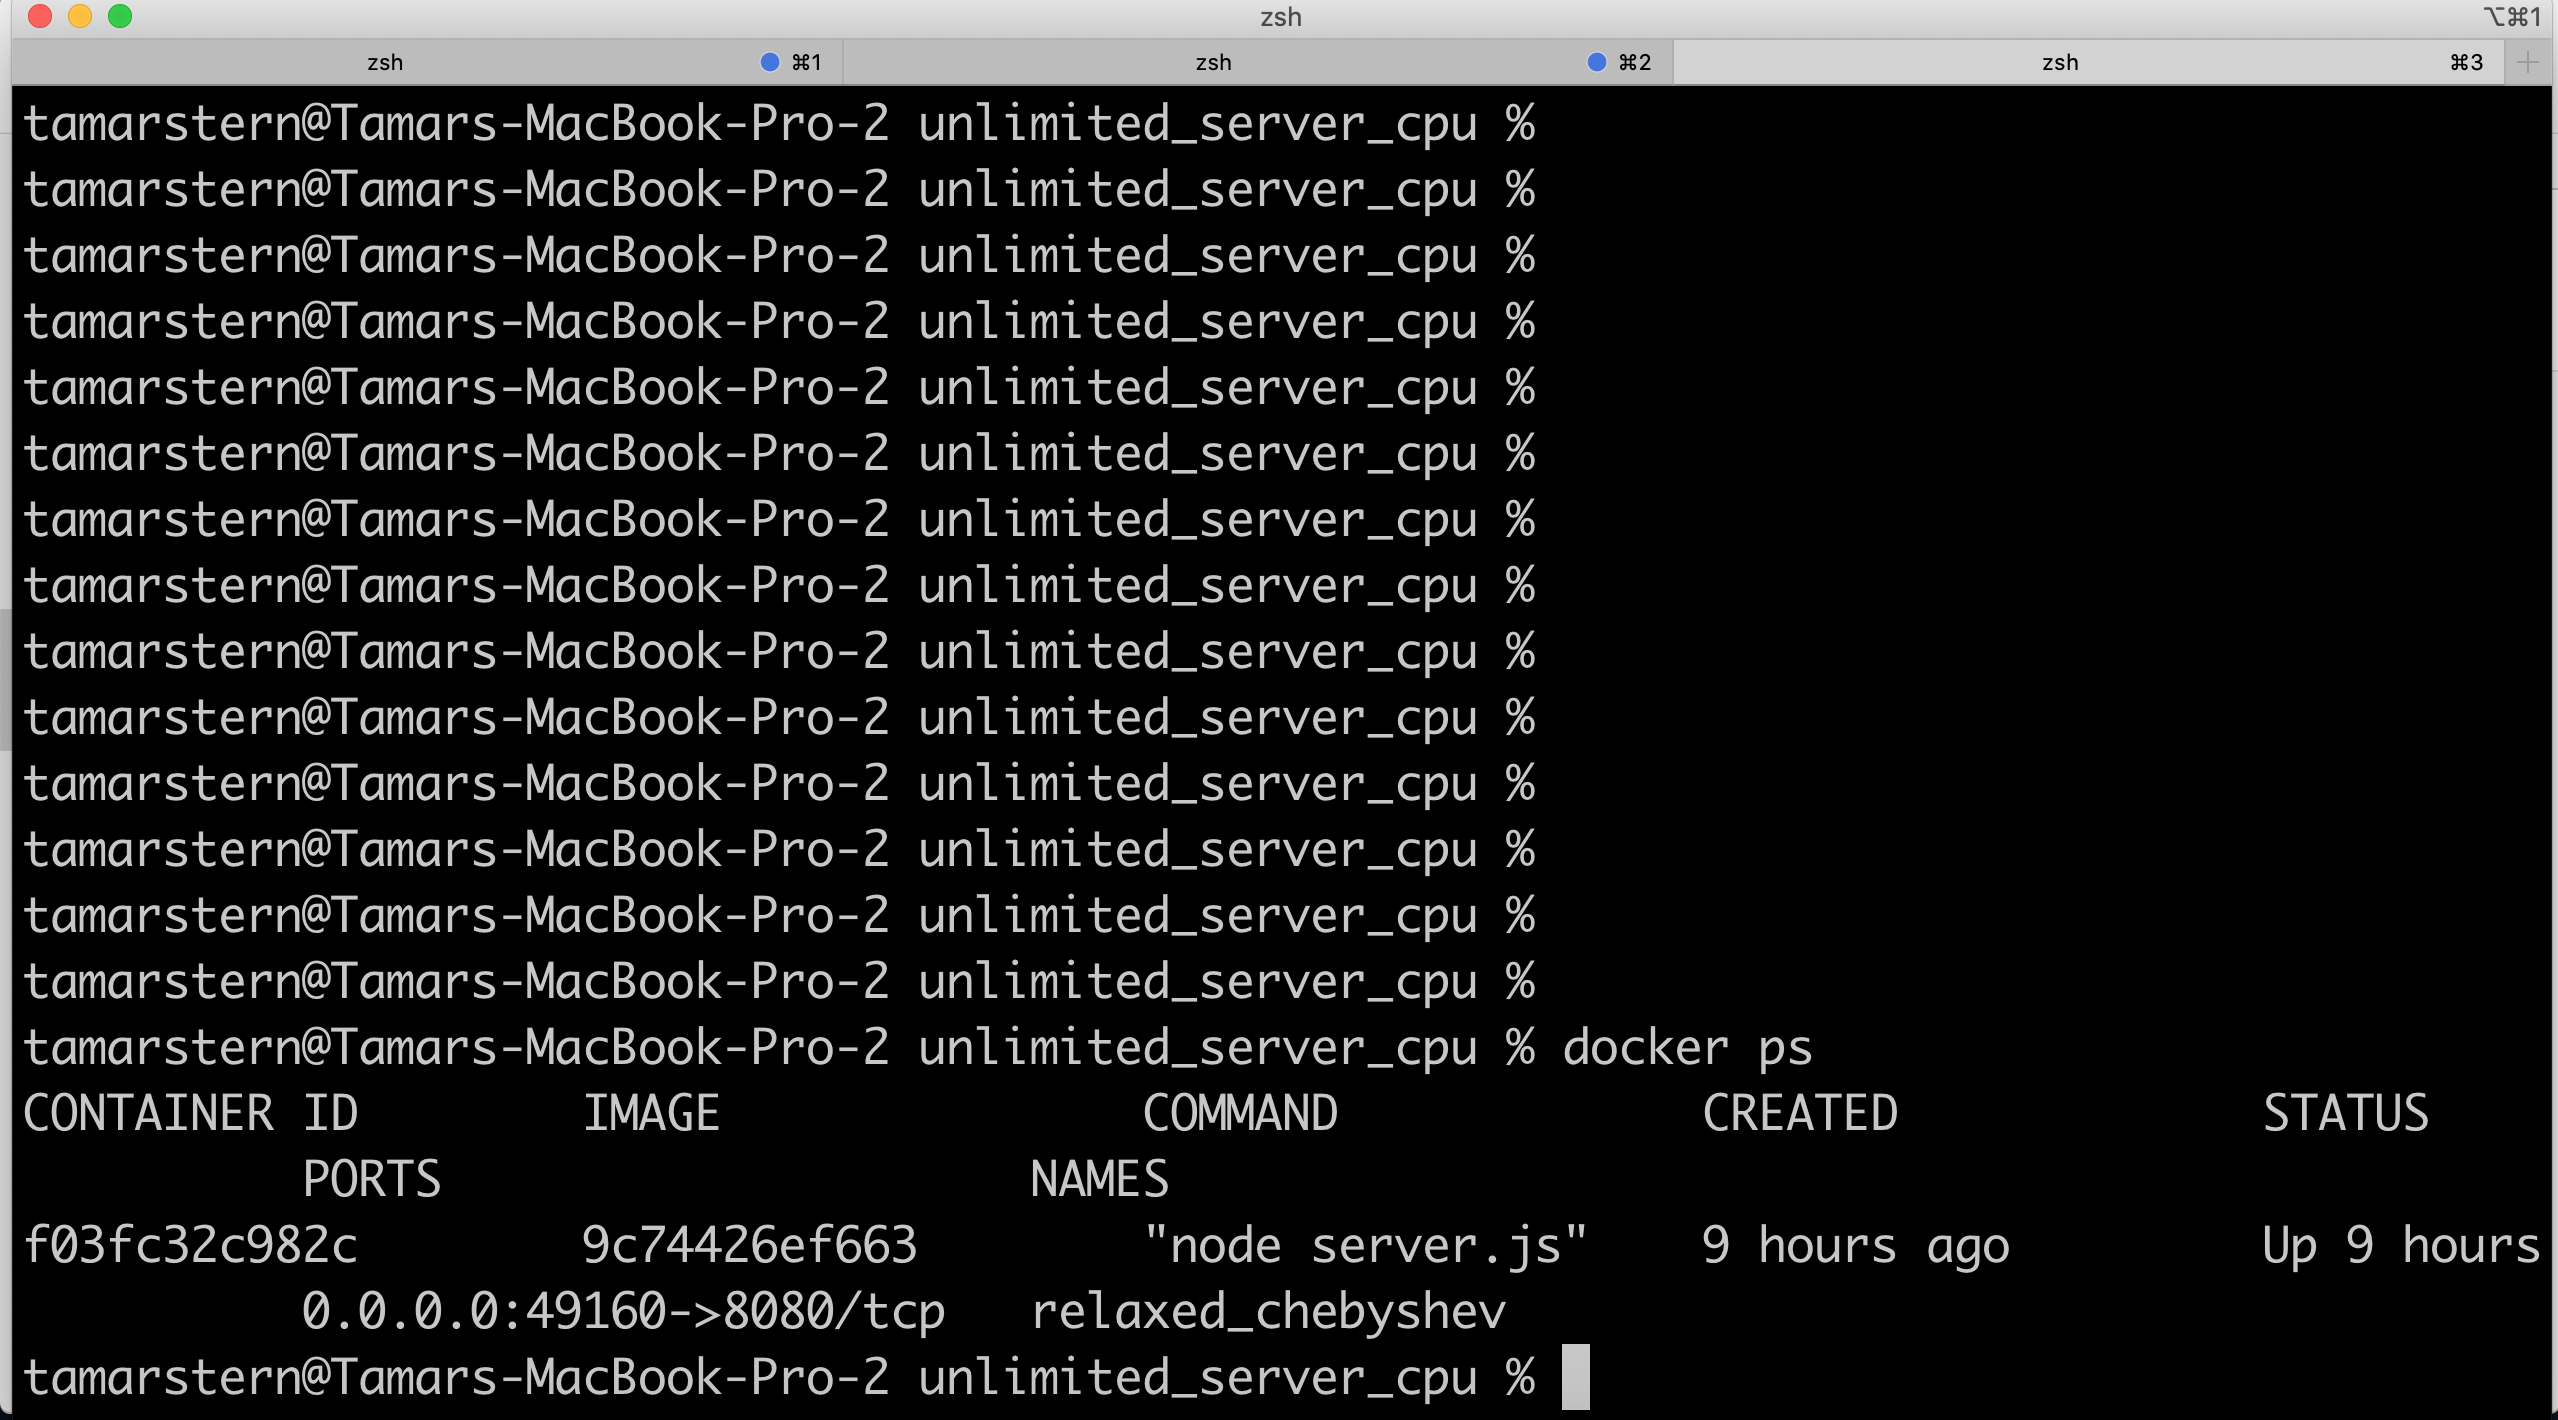 zsh ⌥⌘1
zsh ⌘1 zsh ⌘2 zsh ⌘3 +
tamarstern@Tamars-MacBook-Pro-2 unlimited_server_cpu %
tamarstern@Tamars-MacBook-Pro-2 unlimited_server_cpu %
tamarstern@Tamars-MacBook-Pro-2 unlimited_server_cpu %
tamarstern@Tamars-MacBook-Pro-2 unlimited_server_cpu %
tamarstern@Tamars-MacBook-Pro-2 unlimited_server_cpu %
tamarstern@Tamars-MacBook-Pro-2 unlimited_server_cpu %
tamarstern@Tamars-MacBook-Pro-2 unlimited_server_cpu %
tamarstern@Tamars-MacBook-Pro-2 unlimited_server_cpu %
tamarstern@Tamars-MacBook-Pro-2 unlimited_server_cpu %
tamarstern@Tamars-MacBook-Pro-2 unlimited_server_cpu %
tamarstern@Tamars-MacBook-Pro-2 unlimited_server_cpu %
tamarstern@Tamars-MacBook-Pro-2 unlimited_server_cpu %
tamarstern@Tamars-MacBook-Pro-2 unlimited_server_cpu %
tamarstern@Tamars-MacBook-Pro-2 unlimited_server_cpu %
tamarstern@Tamars-MacBook-Pro-2 unlimited_server_cpu % docker ps
CONTAINER ID        IMAGE               COMMAND             CREATED             STATUS
          PORTS                     NAMES
f03fc32c982c        9c74426ef663        "node server.js"    9 hours ago         Up 9 hours
          0.0.0.0:49160->8080/tcp   relaxed_chebyshev
tamarstern@Tamars-MacBook-Pro-2 unlimited_server_cpu %